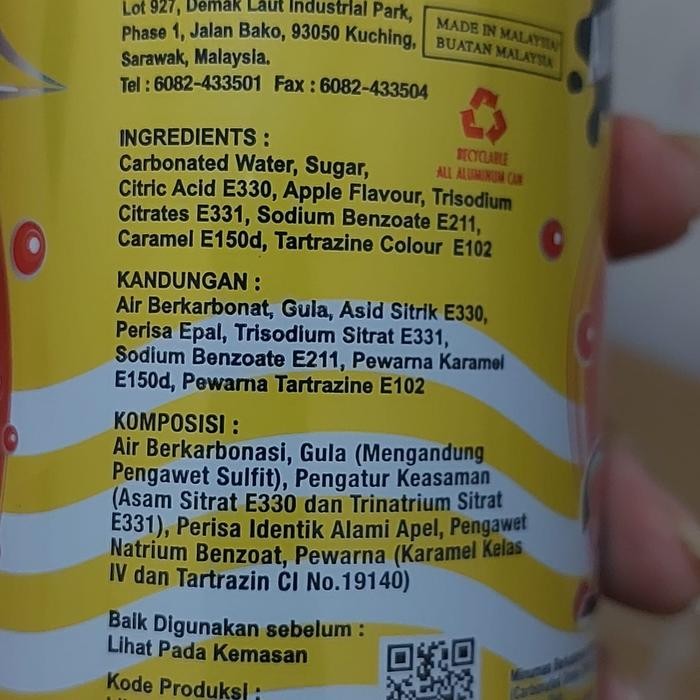 Lot 927, Demak Laut Industrial Park,
Phase 1, Jalan Bako, 93050 Kuching,
Sarawak, Malaysia.
Tel : 6082-433501 Fax : 6082-433504
MADE IN MALAYSIA
BUATAN MALAYSIA
RECYCLABLE
ALL ALUMINIUM CAN
INGREDIENTS :
Carbonated Water, Sugar,
Citric Acid E330, Apple Flavour, Trisodium
Citrates E331, Sodium Benzoate E211,
Caramel E150d, Tartrazine Colour E102
KANDUNGAN :
Air Berkarbonat, Gula, Asid Sitrik E330,
Perisa Epal, Trisodium Sitrat E331,
Sodium Benzoate E211, Pewarna Karamel
E150d, Pewarna Tartrazine E102
KOMPOSISI :
Air Berkarbonasi, Gula (Mengandung
Pengawet Sulfit), Pengatur Keasaman
(Asam Sitrat E330 dan Trinatrium Sitrat
E331), Perisa Identik Alami Apel, Pengawet
Natrium Benzoat, Pewarna (Karamel Kelas
IV dan Tartrazin CI No.19140)
Baik Digunakan sebelum :
Lihat Pada Kemasan
Kode Produksi :
Minuman